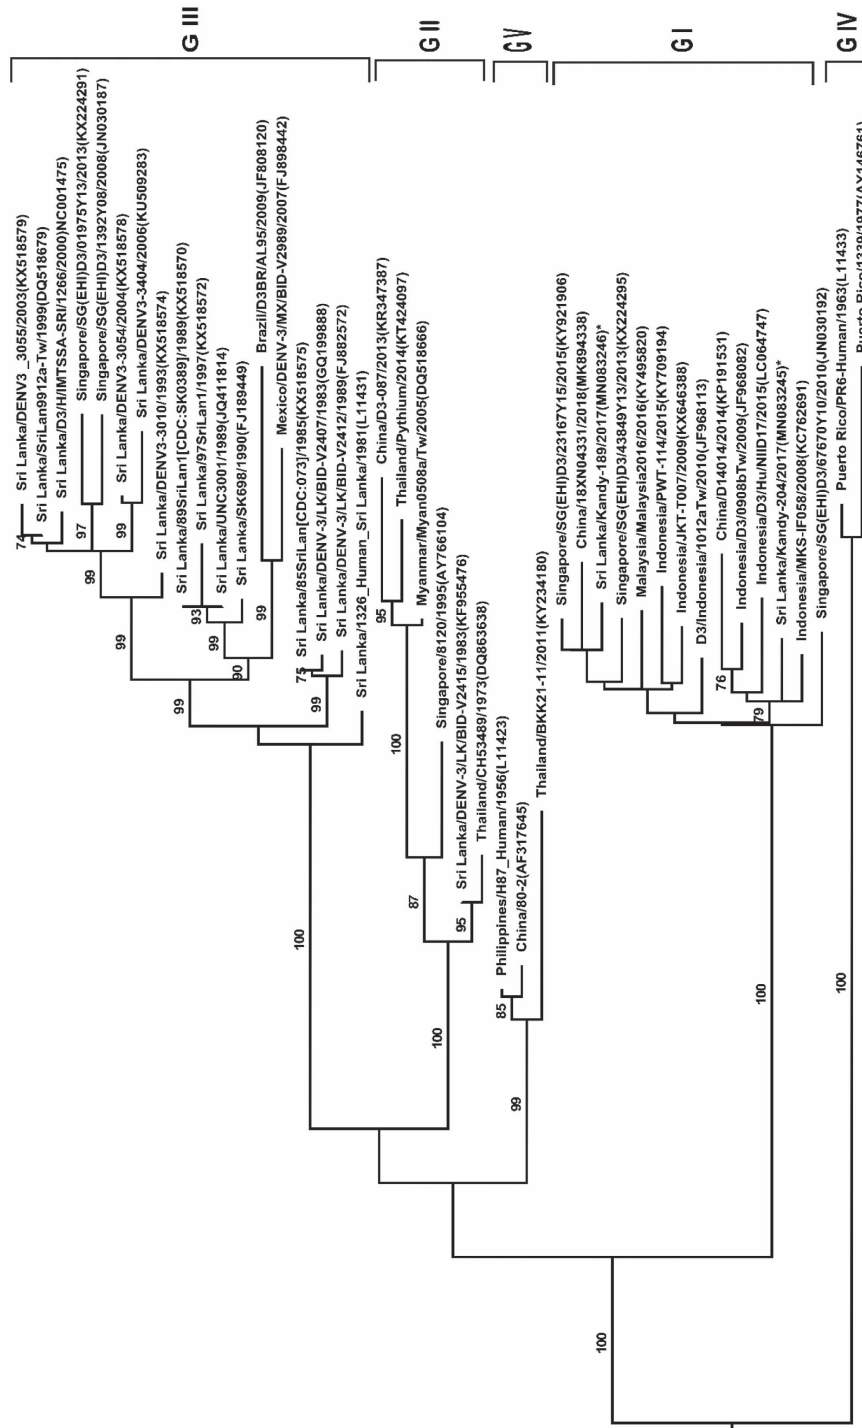 Sri Lanka/DENV3 _3055/2003(KX518579)
Sri Lanka/SriLan9912a-Tw/1999(DQ518679)
Sri Lanka/D3/H/IMTSSA-SRI/1266/2000)NC001475)
Singapore/SG(EHI)D3/01975Y13/2013(KX224291)
Singapore/SG(EHI)D3/1392Y08/2008(JN030187)
Sri Lanka/DENV3-3054/2004(KX518578)
Sri Lanka/DENV3-3404/2006(KU509283)
Sri Lanka/DENV3-3010/1993(KX518574)
Sri Lanka/89SriLan1[CDC:SK0389]/1989(KX518570)
Sri Lanka/97SriLan1/1997(KX518572)
Sri Lanka/UNC3001/1989(JQ411814)
Sri Lanka/SK698/1990(FJ189449)
Brazil/D3BR/AL95/2009(JF808120)
Mexico/DENV-3/MX/BID-V2989/2007(FJ898442)
Sri Lanka/85SriLan[CDC:073]/1985(KX518575)
Sri Lanka/DENV-3/LK/BID-V2407/1983(GQ199888)
Sri Lanka/DENV-3/LK/BID-V2412/1989(FJ882572)
Sri Lanka/1326_Human_Sri Lanka/1981(L11431)
China/D3-087/2013(KR347387)
Thailand/Pythium/2014(KT424097)
Myanmar/Myan0508a/Tw/2005(DQ518666)
Singapore/8120/1995(AY766104)
Sri Lanka/DENV-3/LK/BID-V2415/1983(KF955476)
Thailand/CH53489/1973(DQ863638)
Philippines/H87_Human/1956(L11423)
China/80-2(AF317645)
Thailand/BKK21-11/2011(KY234180)
Singapore/SG(EHI)D3/23167Y15/2015(KY921906)
China/18XN04331/2018(MK894338)
Sri Lanka/Kandy-189/2017(MN083246)*
Singapore/SG(EHI)D3/43849Y13/2013(KX224295)
Malaysia/Malaysia2016/2016(KY495820)
Indonesia/PWT-114/2015(KY709194)
Indonesia/JKT-T007/2009(KX646388)
D3/Indonesia/1012aTw/2010(JF968113)
China/D14014/2014(KP191531)
Indonesia/D3/0908bTw/2009(JF968082)
Indonesia/D3/Hu/NIID17/2015(LC064747)
Sri Lanka/Kandy-204/2017(MN083245)*
Indonesia/MKS-IF058/2008(KC762691)
Singapore/SG(EHI)D3/67670Y10/2010(JN030192)
Puerto Rico/PR6-Human/1963(L11433)
G III
G II
G V
G I
G IV
74
97
99
99
99
93
99
90
99
99
75
99
100
95
100
87
95
100
85
99
76
79
100
100
100